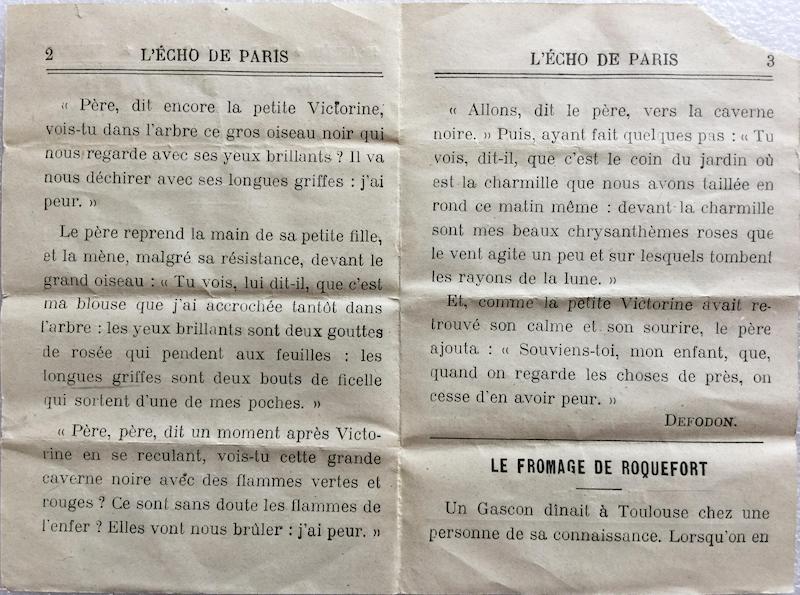 2 L'ÉCHO DE PARIS
« Père, dit encore la petite Victorine,
vois-tu dans l'arbre ce gros oiseau noir qui
nous regarde avec ses yeux brillants ? Il va
nous déchirer avec ses longues griffes : j'ai
peur. »
Le père reprend la main de sa petite fille,
et la mène, malgré sa résistance, devant le
grand oiseau : « Tu vois, lui dit-il, que c'est
ma blouse que j'ai accrochée tantôt dans
l'arbre : les yeux brillants sont deux gouttes
de rosée qui pendent aux feuilles : les
longues griffes sont deux bouts de ficelle
qui sortent d'une de mes poches. »
« Père, père, dit un moment après Victo-
rine en se reculant, vois-tu cette grande
caverne noire avec des flammes vertes et
rouges ? Ce sont sans doute les flammes de
l'enfer ? Elles vont nous brûler : j'ai peur. »
L'ÉCHO DE PARIS 3
« Allons, dit le père, vers la caverne
noire. » Puis, ayant fait quelques pas : « Tu
vois, dit-il, que c'est le coin du jardin où
est la charmille que nous avons taillée en
rond ce matin même : devant la charmille
sont mes beaux chrysanthèmes roses que
le vent agite un peu et sur lesquels tombent
les rayons de la lune. »
Et, comme la petite Victorine avait re-
trouvé son calme et son sourire, le père
ajouta : « Souviens-toi, mon enfant, que,
quand on regarde les choses de près, on
cesse d'en avoir peur. »
DEFODON.
LE FROMAGE DE ROQUEFORT
Un Gascon dînait à Toulouse chez une
personne de sa connaissance. Lorsqu'on en